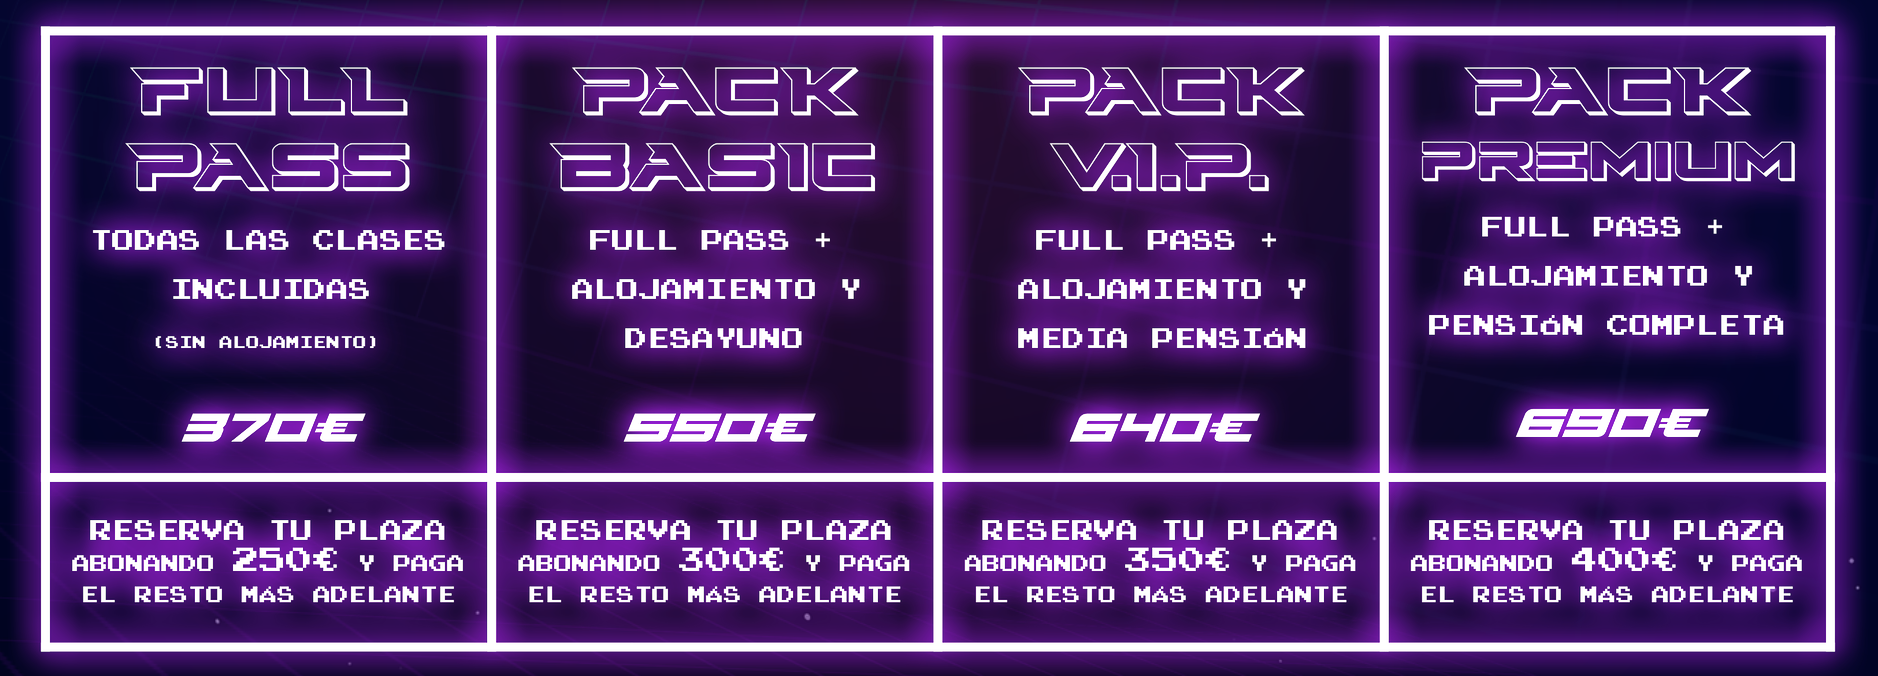 FULL
PASS
TODAS LAS CLASES
INCLUIDAS
(SIN ALOJAMIENTO)
370€
RESERVA TU PLAZA
ABONANDO 250€ Y PAGA
EL RESTO MáS ADELANTE
PACK
BASIC
FULL PASS +
ALOJAMIENTO Y
DESAYUNO
550€
RESERVA TU PLAZA
ABONANDO 300€ Y PAGA
EL RESTO MáS ADELANTE
PACK
V.I.P.
FULL PASS +
ALOJAMIENTO Y
MEDIA PENSIóN
640€
RESERVA TU PLAZA
ABONANDO 350€ Y PAGA
EL RESTO MáS ADELANTE
PACK
PREMIUM
FULL PASS +
ALOJAMIENTO Y
PENSIóN COMPLETA
690€
RESERVA TU PLAZA
ABONANDO 400€ Y PAGA
EL RESTO MáS ADELANTE